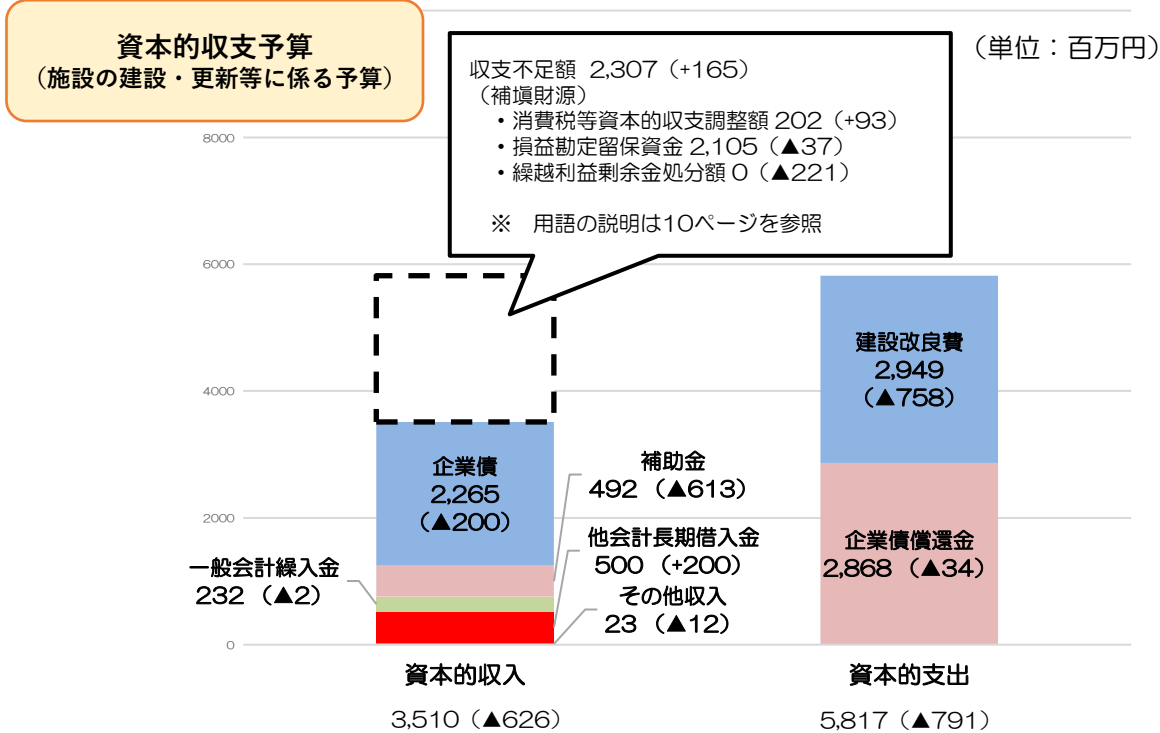 資本的収支予算
（施設の建設・更新等に係る予算）
（単位：百万円）
収支不足額 2,307（+165）
（補塡財源）
・消費税等資本的収支調整額 202（+93）
・損益勘定留保資金 2,105（▲37）
・繰越利益剰余金処分額 0（▲221）
※　用語の説明は10ページを参照
8000
6000
4000
2000
0
企業債
2,265
（▲200）
補助金
492（▲613）
他会計長期借入金
500（+200）
その他収入
23（▲12）
一般会計繰入金
232（▲2）
建設改良費
2,949
（▲758）
企業債償還金
2,868（▲34）
資本的収入
3,510（▲626）
資本的支出
5,817（▲791）